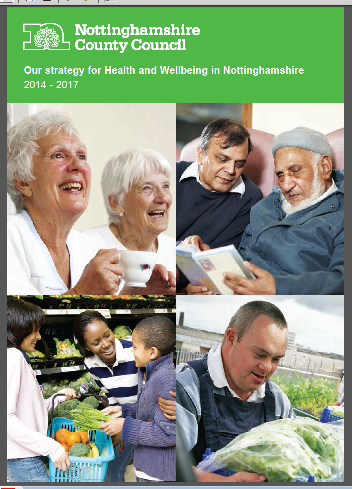 Nottinghamshire
County Council
Our strategy for Health and Wellbeing in Nottinghamshire
2014 - 2017